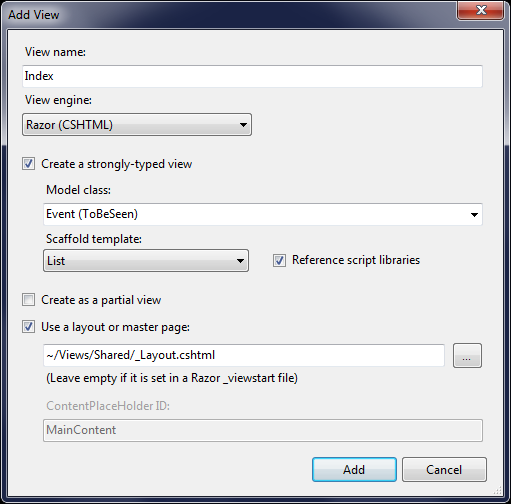 Add View
View name:
Index
View engine:
Razor (CSHTML)
Create a strongly-typed view
Model class:
Event (ToBeSeen)
Scaffold template:
List
Reference script libraries
Create as a partial view
Use a layout or master page:
~/Views/Shared/_Layout.cshtml
...
(Leave empty if it is set in a Razor _viewstart file)
ContentPlaceHolder ID:
MainContent
Add Cancel